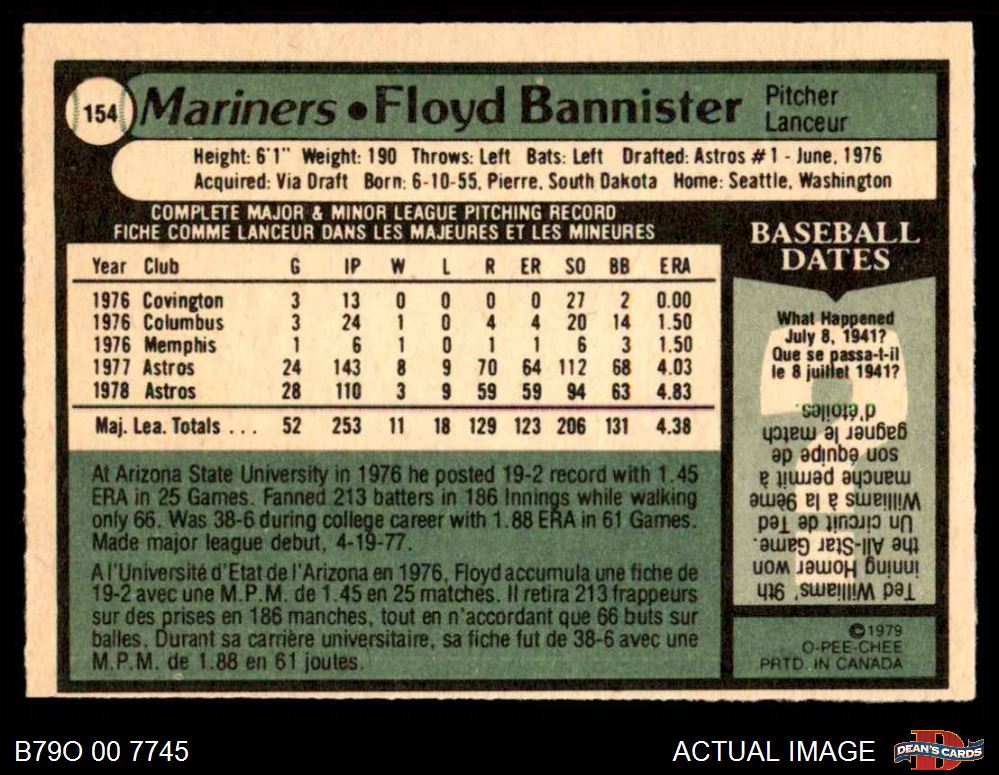 154
Mariners • Floyd Bannister
Pitcher
Lanceur
Height: 6'1" Weight: 190 Throws: Left Bats: Left Drafted: Astros #1 - June, 1976
Acquired: Via Draft Born: 6-10-55, Pierre, South Dakota Home: Seattle, Washington
COMPLETE MAJOR & MINOR LEAGUE PITCHING RECORD
FICHE COMME LANCEUR DANS LES MAJEURES ET LES MINEURES
Year Club G IP W L R ER SO BB ERA
1976 Covington 3 13 0 0 0 0 27 2 0.00
1976 Columbus 3 24 1 0 4 4 20 14 1.50
1976 Memphis 1 6 1 0 1 1 6 3 1.50
1977 Astros 24 143 8 9 70 64 112 68 4.03
1978 Astros 28 110 3 9 59 59 94 63 4.83
Maj. Lea. Totals . . . 52 253 11 18 129 123 206 131 4.38
At Arizona State University in 1976 he posted 19-2 record with 1.45
ERA in 25 Games. Fanned 213 batters in 186 Innings while walking
only 66. Was 38-6 during college career with 1.88 ERA in 61 Games.
Made major league debut, 4-19-77.
A l'Université d'Etat de l'Arizona en 1976, Floyd accumula une fiche de
19-2 avec une M.P.M. de 1.45 en 25 matches. Il retira 213 frappeurs
sur des prises en 186 manches, tout en n'accordant que 66 buts sur
balles. Durant sa carrière universitaire, sa fiche fut de 38-6 avec une
M.P.M. de 1.88 en 61 joutes.
BASEBALL
DATES
What Happened
July 8, 1941?
Que se passa-t-il
le 8 juillet 1941?
Ted Williams' 9th
inning Homer won
the All-Star Game.
Un circuit de Ted
Williams à la 9ème
manche permit à
son équipe de
gagner le match
d'étoiles.
©1979
O-PEE-CHEE
PRTD. IN CANADA
B79O 00 7745
ACTUAL IMAGE
DEAN'S CARDS